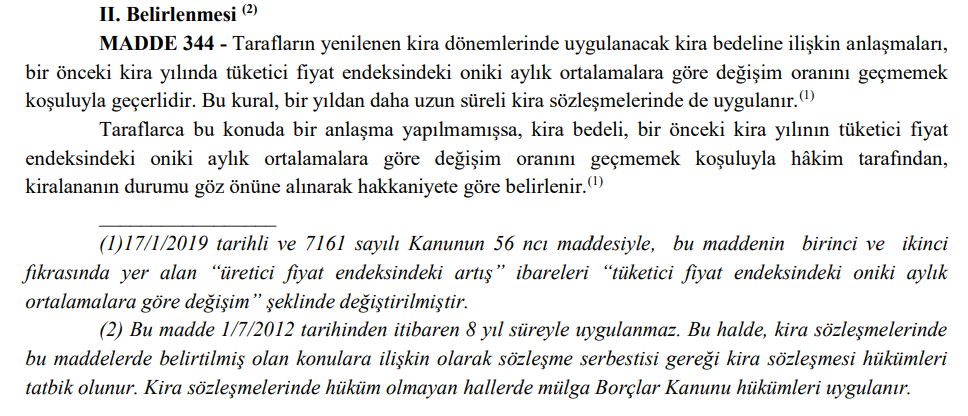 II. Belirlenmesi (2)
MADDE 344 - Tarafların yenilenen kira dönemlerinde uygulanacak kira bedeline ilişkin anlaşmaları,
bir önceki kira yılında tüketici fiyat endeksindeki oniki aylık ortalamalara göre değişim oranını geçmemek
koşuluyla geçerlidir. Bu kural, bir yıldan daha uzun süreli kira sözleşmelerinde de uygulanır.(1)
Taraflarca bu konuda bir anlaşma yapılmamışsa, kira bedeli, bir önceki kira yılının tüketici fiyat
endeksindeki oniki aylık ortalamalara göre değişim oranını geçmemek koşuluyla hâkim tarafından,
kiralananın durumu göz önüne alınarak hakkaniyete göre belirlenir.(1)
(1)17/1/2019 tarihli ve 7161 sayılı Kanunun 56 ncı maddesiyle, bu maddenin birinci ve ikinci
fıkrasında yer alan “üretici fiyat endeksindeki artış” ibareleri “tüketici fiyat endeksindeki oniki aylık
ortalamalara göre değişim” şeklinde değiştirilmiştir.
(2) Bu madde 1/7/2012 tarihinden itibaren 8 yıl süreyle uygulanmaz. Bu halde, kira sözleşmelerinde
bu maddelerde belirtilmiş olan konulara ilişkin olarak sözleşme serbestisi gereği kira sözleşmesi hükümleri
tatbik olunur. Kira sözleşmelerinde hüküm olmayan hallerde mülga Borçlar Kanunu hükümleri uygulanır.